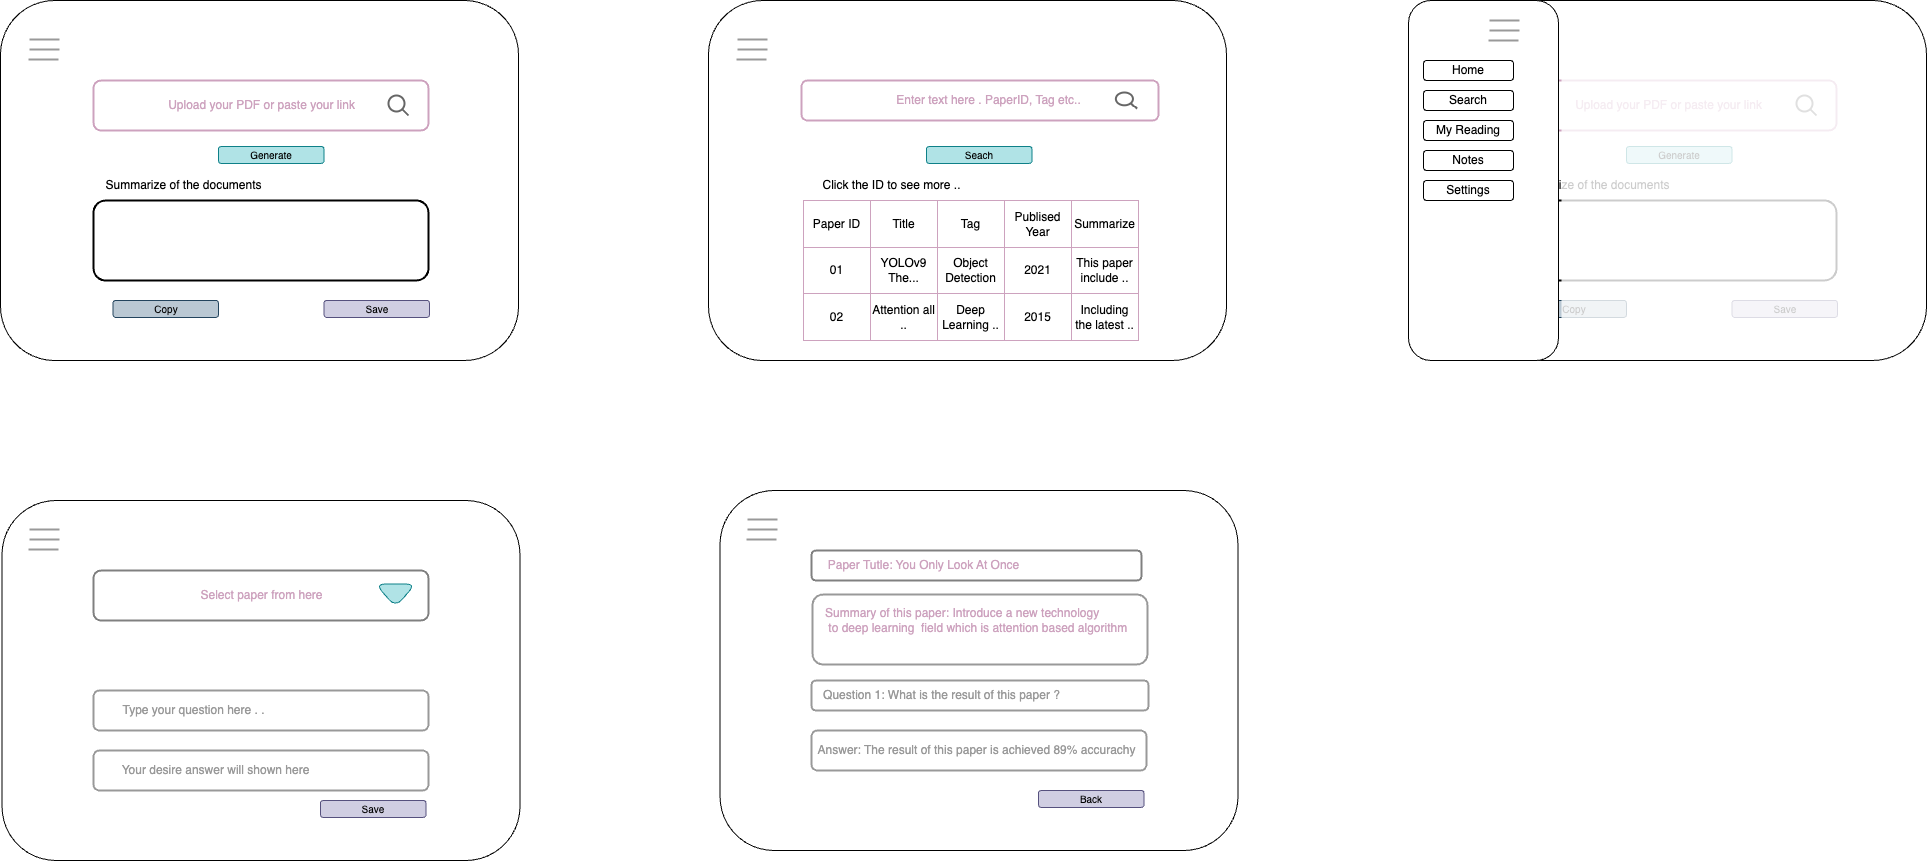 Upload your PDF or paste your link
Generate
Summarize of the documents
Copy
Save
Enter text here . PaperID, Tag etc..
Seach
Click the ID to see more ..
Paper ID
Title
Tag
Publised
Year
Summarize
01
YOLOv9
The...
Object
Detection
2021
This paper
include ..
02
Attention all
..
Deep
Learning ..
2015
Including
the latest ..
Home
Search
My Reading
Notes
Settings
Upload your PDF or paste your link
Generate
ize of the documents
Copy
Save
Select paper from here
Type your question here . .
Your desire answer will shown here
Save
Paper Tutle: You Only Look At Once
Summary of this paper: Introduce a new technology
to deep learning field which is attention based algorithm
Question 1: What is the result of this paper ?
Answer: The result of this paper is achieved 89% accurachy
Back